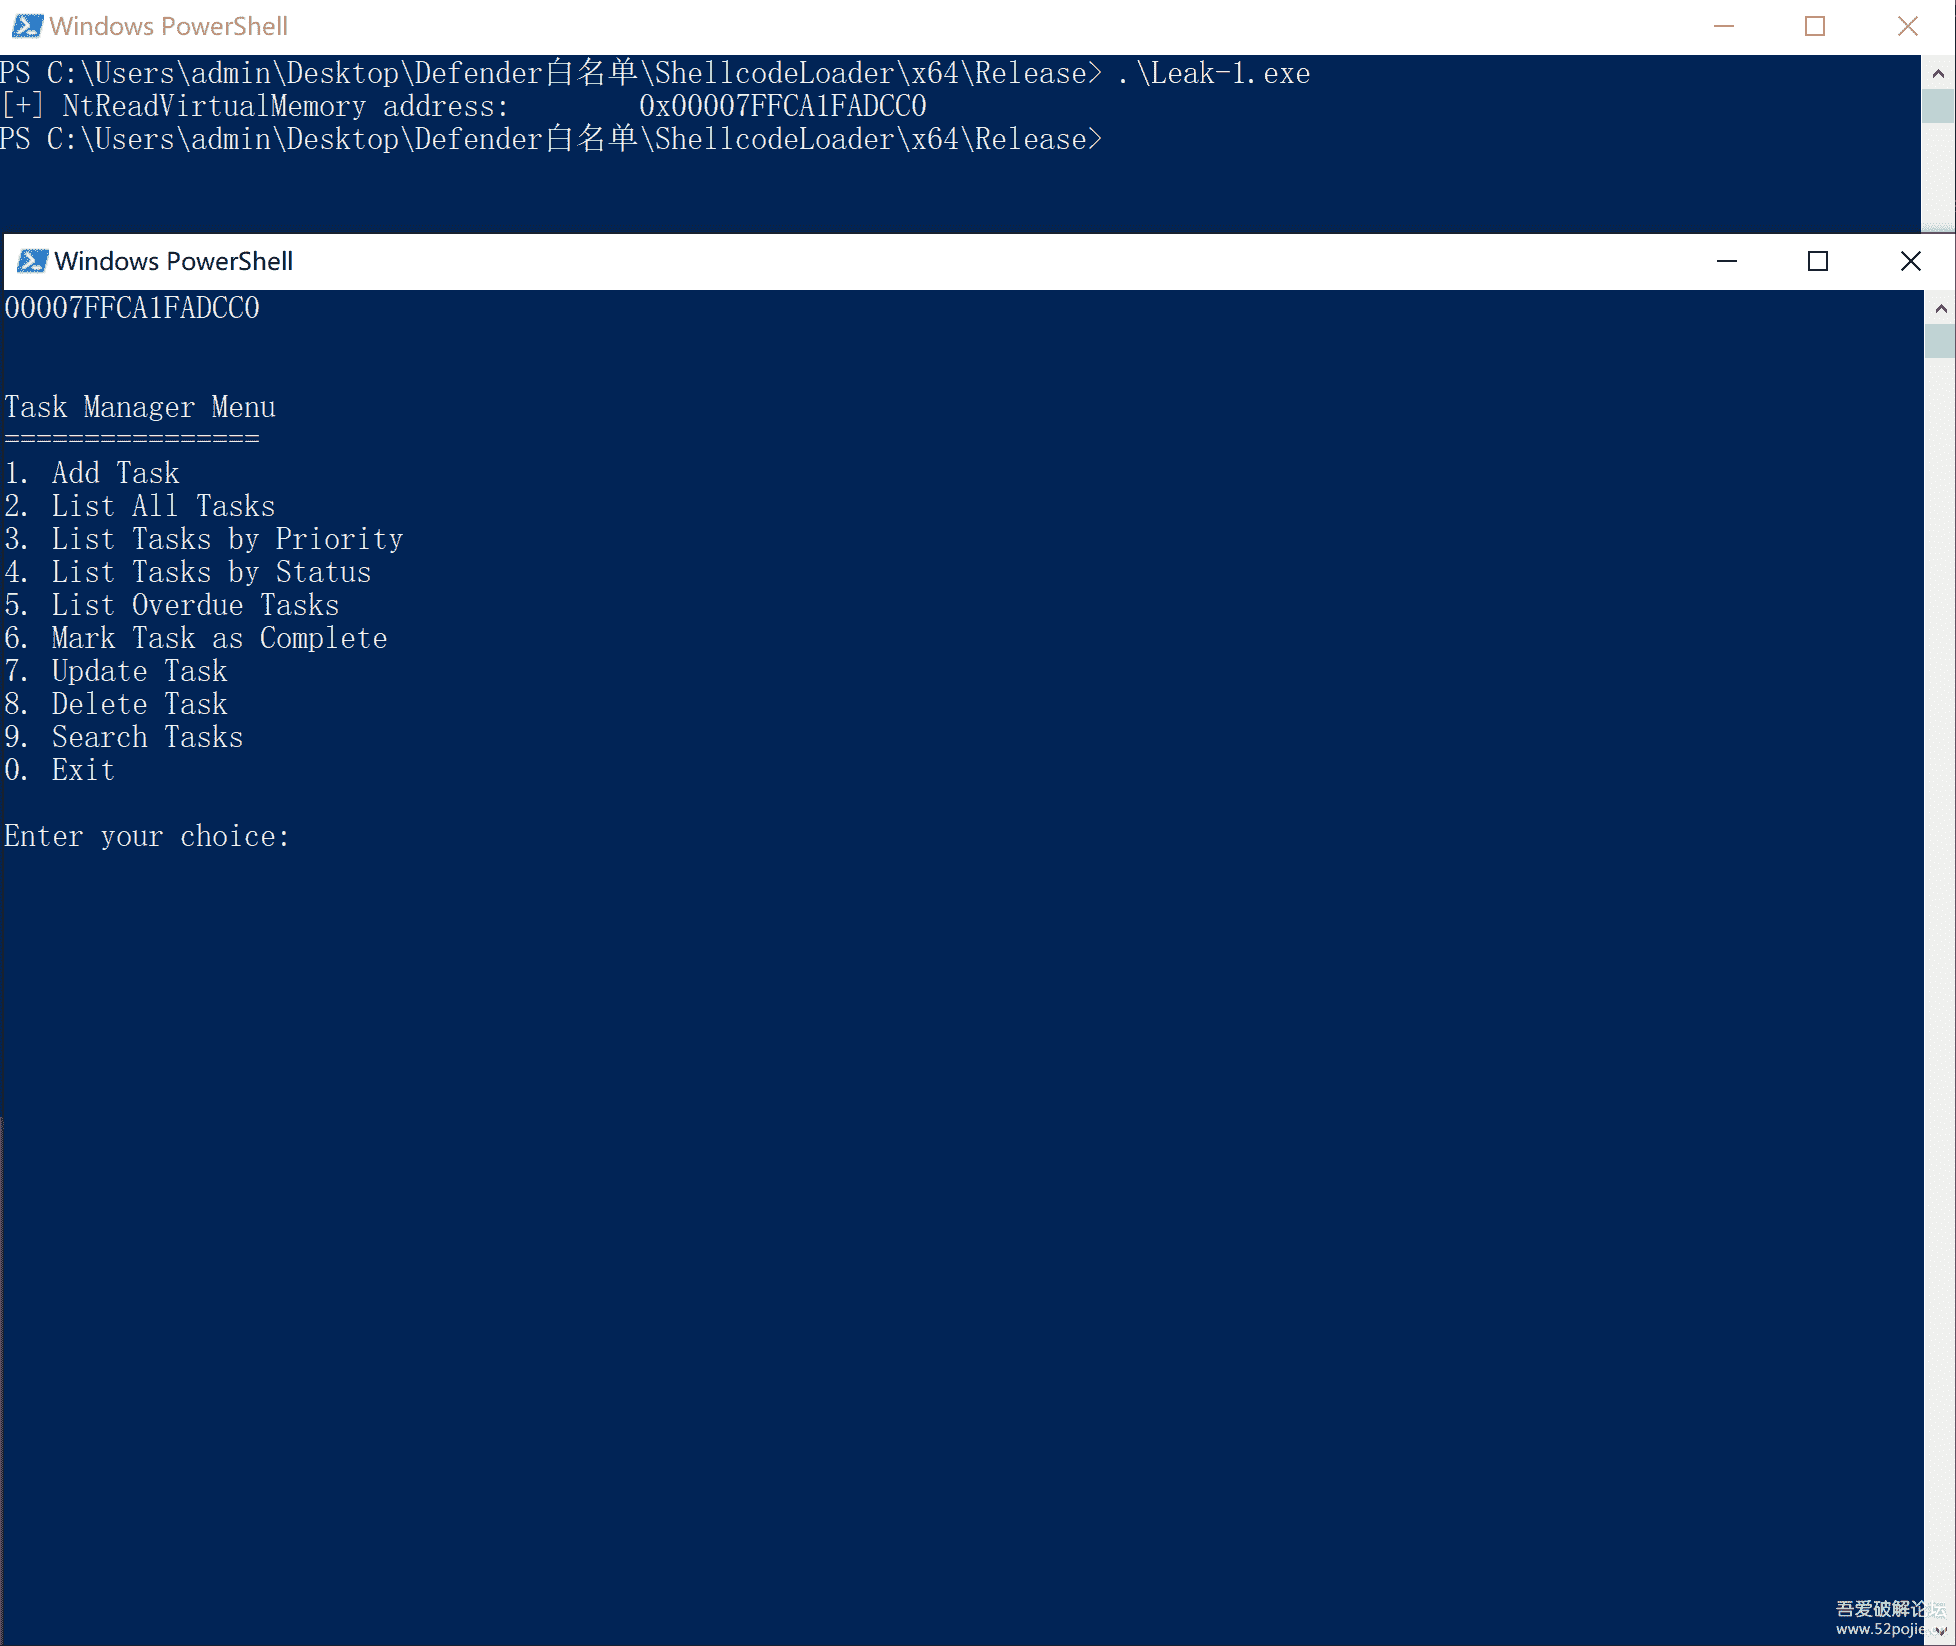 Windows PowerShell
PS C:\Users\admin\Desktop\Defender白名单\ShellcodeLoader\x64\Release> .\Leak-1.exe
[+] NtReadVirtualMemory address:        0x00007FFCA1FADCC0
PS C:\Users\admin\Desktop\Defender白名单\ShellcodeLoader\x64\Release>
Windows PowerShell
00007FFCA1FADCC0
Task Manager Menu
================
1. Add Task
2. List All Tasks
3. List Tasks by Priority
4. List Tasks by Status
5. List Overdue Tasks
6. Mark Task as Complete
7. Update Task
8. Delete Task
9. Search Tasks
0. Exit
Enter your choice:
吾爱破解论坛
www.52pojie.cn